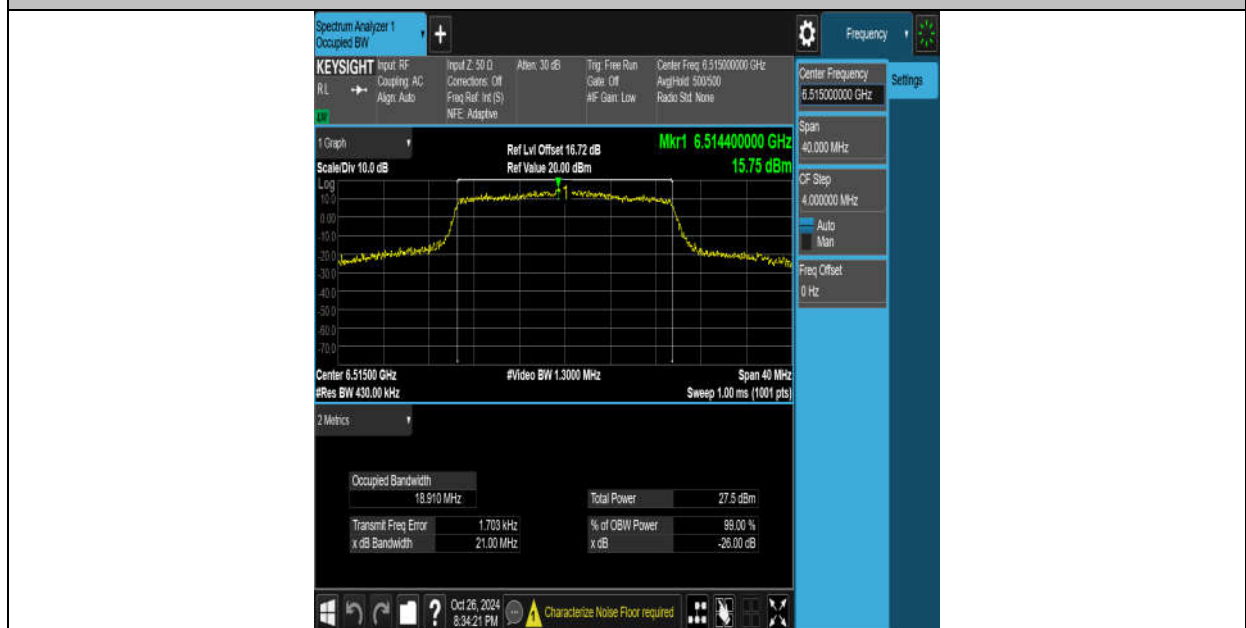 Spectrum Analyzer 1
Occupied BW
+
Frequency
KEYSIGHT Input: RF
RL Coupling: AC
Align: Auto
LXI
Input Z: 50 Ω
Corrections: Off
Freq Ref: Int (S)
NFE: Adaptive
Atten: 30 dB
Trig: Free Run
Gate: Off
#IF Gain: Low
Center Freq: 6.515000000 GHz
Avg|Hold: 500/500
Radio Std: None
Center Frequency
6.515000000 GHz
Settings
Span
40.000 MHz
CF Step
4.000000 MHz
Auto
Man
Freq Offset
0 Hz
1 Graph
Scale/Div 10.0 dB
Ref Lvl Offset 16.72 dB
Ref Value 20.00 dBm
Mkr1 6.514400000 GHz
15.75 dBm
Log
10.0
0.00
-10.0
-20.0
-30.0
-40.0
-50.0
-60.0
-70.0
1
Center 6.51500 GHz
#Video BW 1.3000 MHz
Span 40 MHz
#Res BW 430.00 kHz
Sweep 1.00 ms (1001 pts)
2 Metrics
Occupied Bandwidth
18.910 MHz
Total Power 27.5 dBm
Transmit Freq Error 1.703 kHz
% of OBW Power 99.00 %
x dB Bandwidth 21.00 MHz
x dB -26.00 dB
?
Oct 26, 2024
8:34:21 PM
Characterize Noise Floor required